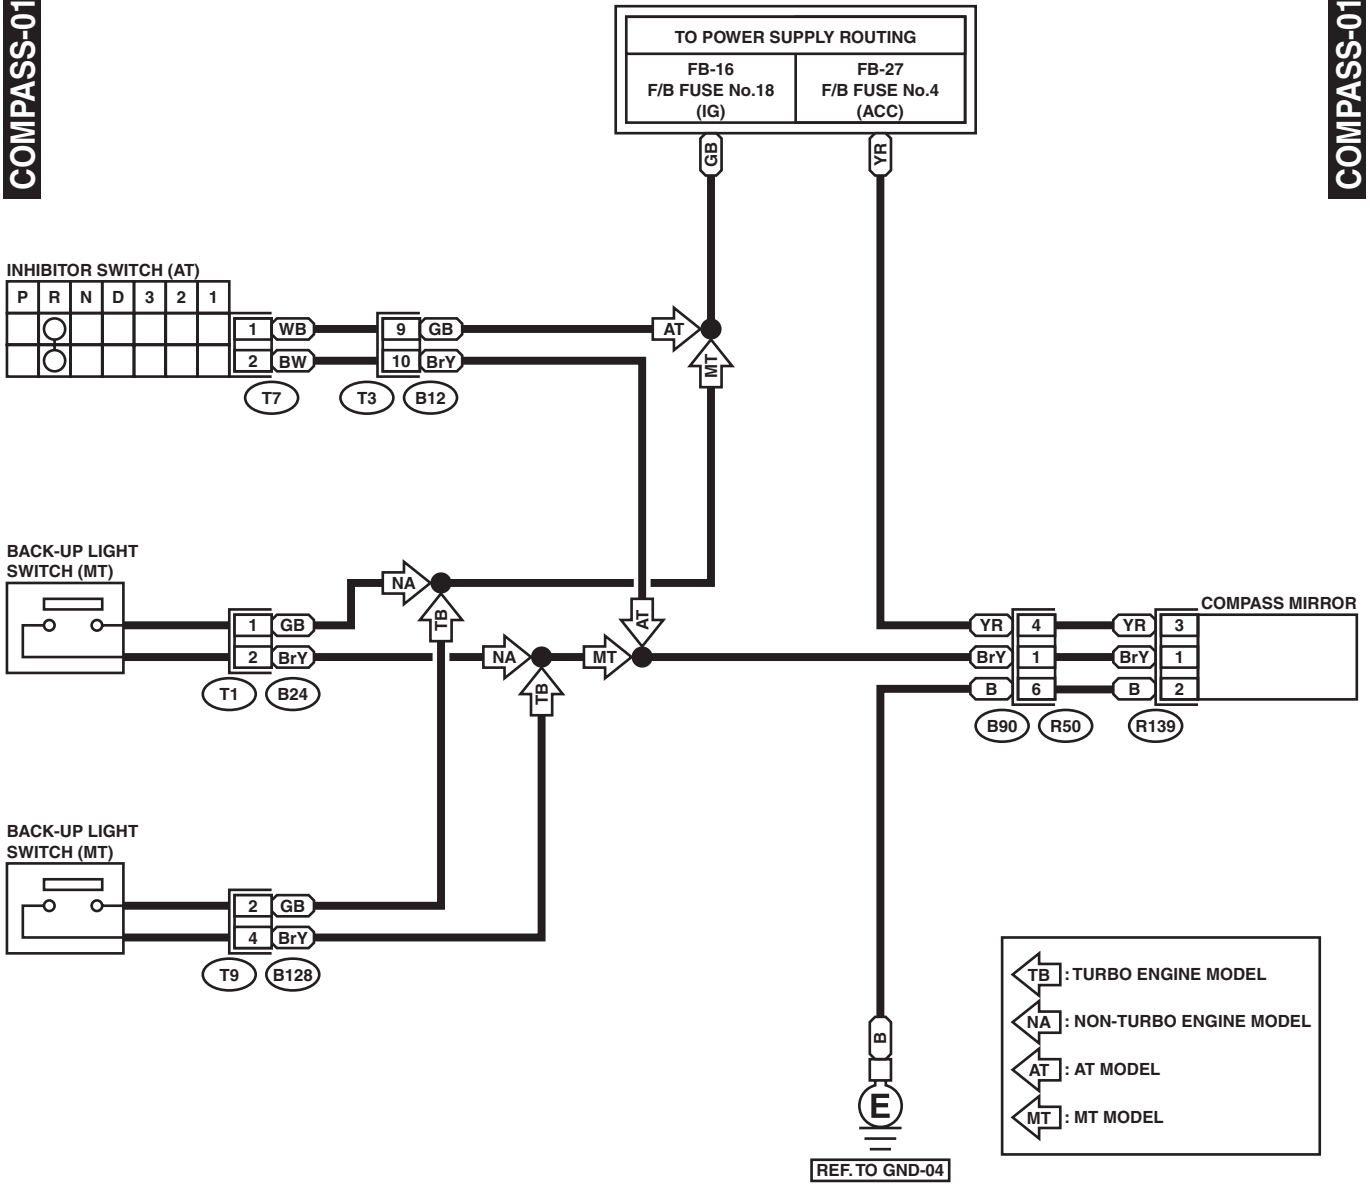 COMPASS-01
COMPASS-01
TO POWER SUPPLY ROUTING
FB-16
F/B FUSE No.18
(IG)
FB-27
F/B FUSE No.4
(ACC)
GB
YR
INHIBITOR SWITCH (AT)
P R N D 3 2 1
1 WB 9 GB AT
2 BW 10 BrY
MT
T7 T3 B12
BACK-UP LIGHT
SWITCH (MT)
NA
TB
AT
1 GB
2 BrY NA MT
TB
T1 B24
COMPASS MIRROR
YR 4 YR 3
BrY 1 BrY 1
B 6 B 2
B90 R50 R139
BACK-UP LIGHT
SWITCH (MT)
2 GB
4 BrY
T9 B128
B
E
REF. TO GND-04
TB : TURBO ENGINE MODEL
NA : NON-TURBO ENGINE MODEL
AT : AT MODEL
MT : MT MODEL